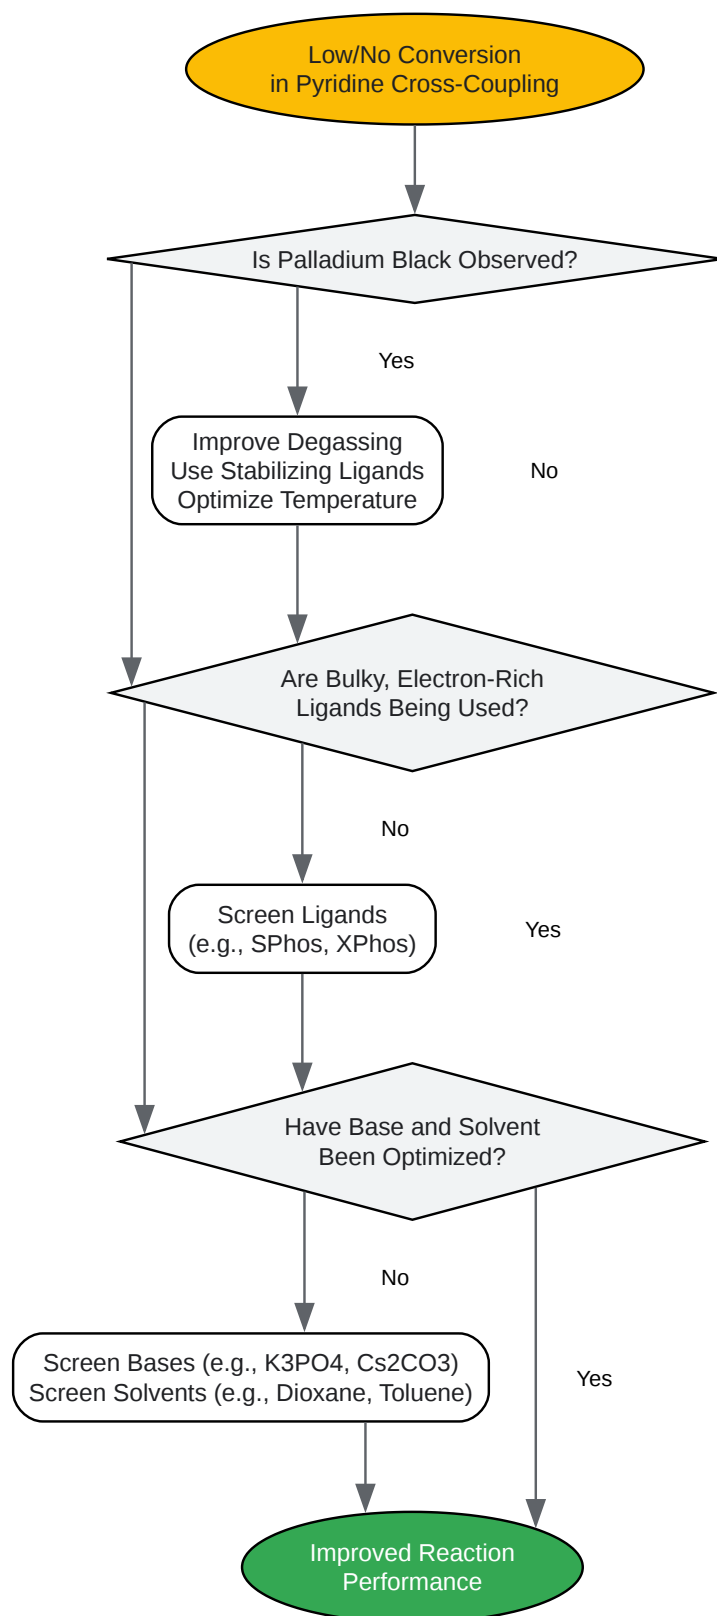 Low/No Conversion
in Pyridine Cross-Coupling
Is Palladium Black Observed?
Yes
Improve Degassing
Use Stabilizing Ligands
Optimize Temperature
No
Are Bulky, Electron-Rich
Ligands Being Used?
No
Screen Ligands
(e.g., SPhos, XPhos)
Yes
Have Base and Solvent
Been Optimized?
No
Screen Bases (e.g., K3PO4, Cs2CO3)
Screen Solvents (e.g., Dioxane, Toluene)
Yes
Improved Reaction
Performance